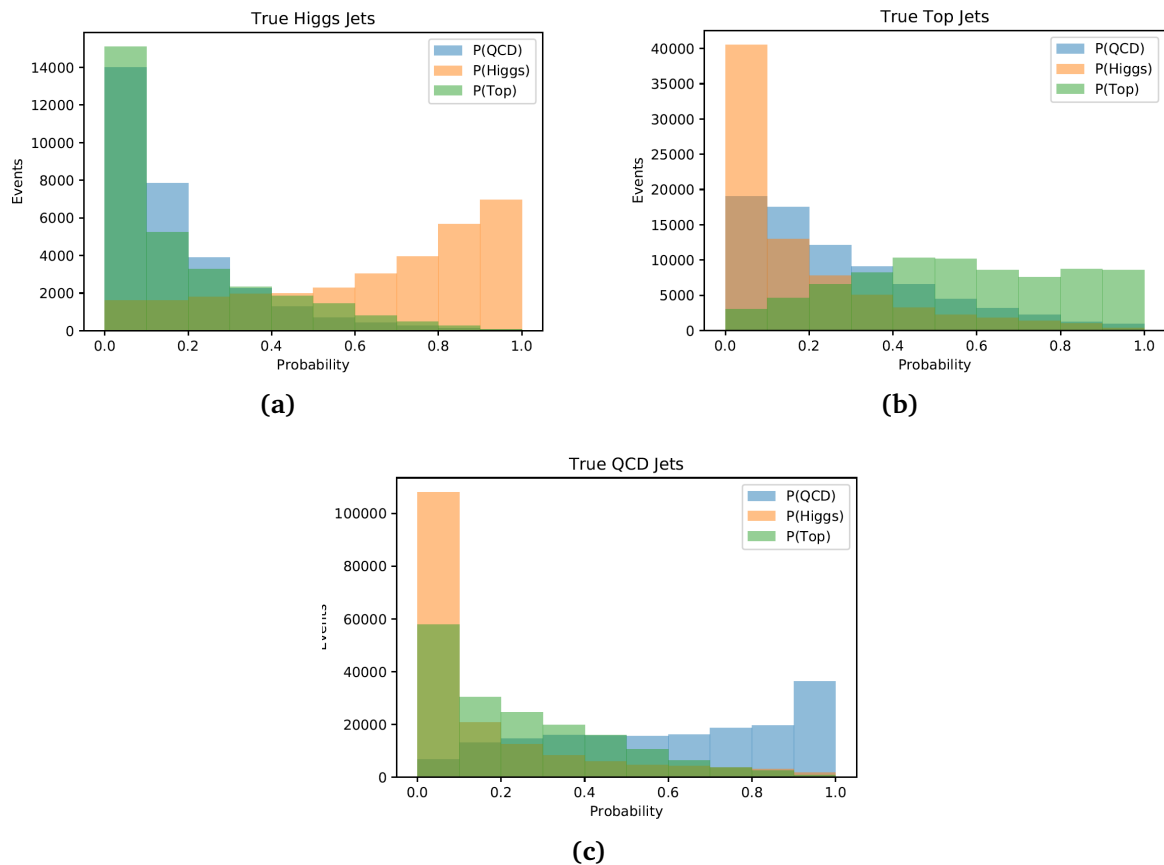 True Higgs Jets
P(QCD)
P(Higgs)
P(Top)
14000
12000
10000
8000
6000
4000
2000
0
Events
0.0 0.2 0.4 0.6 0.8 1.0
Probability
(a)
True Top Jets
P(QCD)
P(Higgs)
P(Top)
40000
35000
30000
25000
20000
15000
10000
5000
0
Events
0.0 0.2 0.4 0.6 0.8 1.0
Probability
(b)
True QCD Jets
P(QCD)
P(Higgs)
P(Top)
100000
80000
60000
40000
20000
0
Events
0.0 0.2 0.4 0.6 0.8 1.0
Probability
(c)